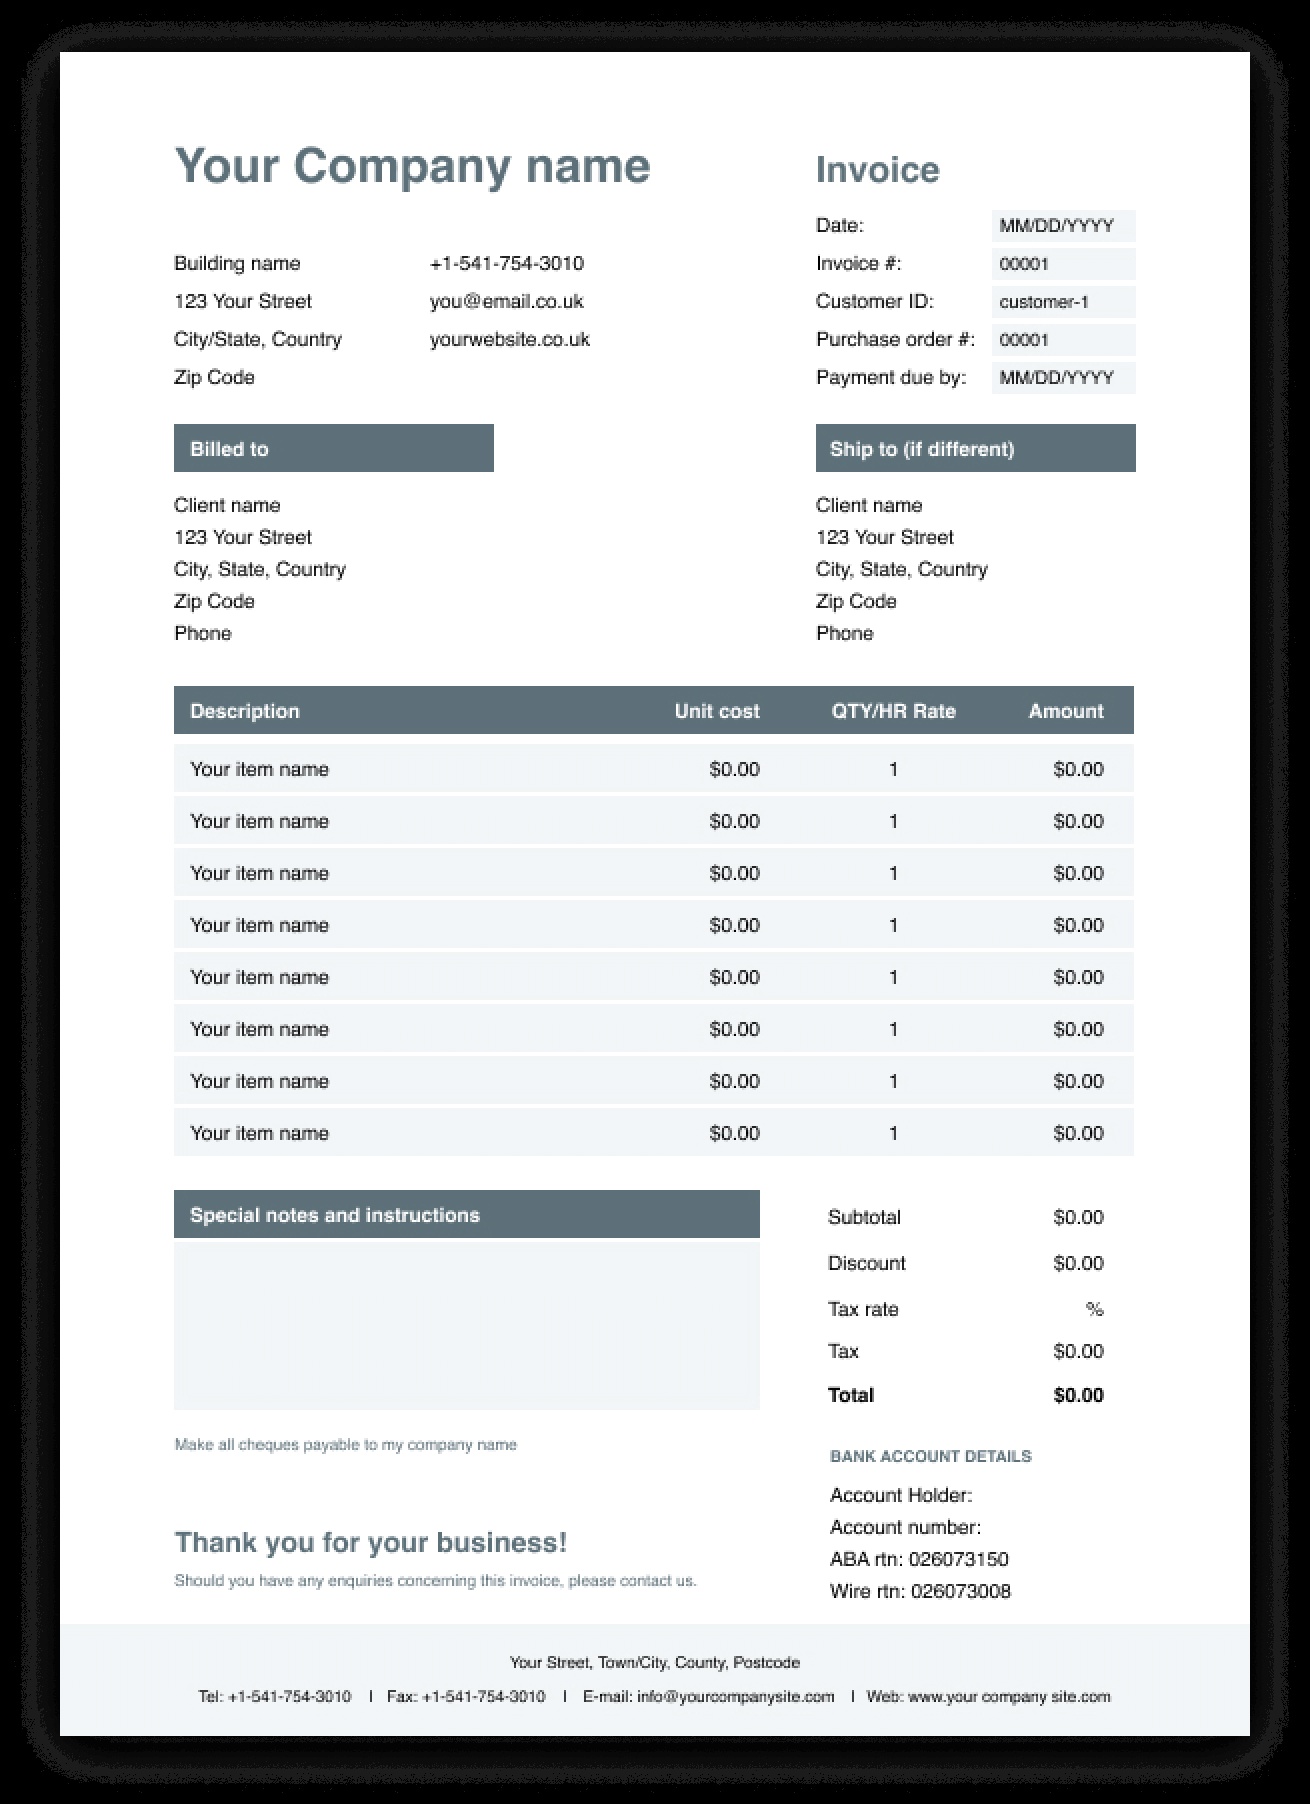 Your Company name
Invoice
Date: MM/DD/YYYY
Building name +1-541-754-3010 Invoice #: 00001
123 Your Street you@email.co.uk Customer ID: customer-1
City/State, Country yourwebsite.co.uk Purchase order #: 00001
Zip Code Payment due by: MM/DD/YYYY
Billed to
Client name
123 Your Street
City, State, Country
Zip Code
Phone
Ship to (if different)
Client name
123 Your Street
City, State, Country
Zip Code
Phone
Description Unit cost QTY/HR Rate Amount
Your item name $0.00 1 $0.00
Your item name $0.00 1 $0.00
Your item name $0.00 1 $0.00
Your item name $0.00 1 $0.00
Your item name $0.00 1 $0.00
Your item name $0.00 1 $0.00
Your item name $0.00 1 $0.00
Your item name $0.00 1 $0.00
Special notes and instructions
Subtotal $0.00
Discount $0.00
Tax rate %
Tax $0.00
Total $0.00
Make all cheques payable to my company name
BANK ACCOUNT DETAILS
Account Holder:
Account number:
ABA rtn: 026073150
Wire rtn: 026073008
Thank you for your business!
Should you have any enquiries concerning this invoice, please contact us.
Your Street, Town/City, County, Postcode
Tel: +1-541-754-3010 I Fax: +1-541-754-3010 I E-mail: info@yourcompanysite.com I Web: www.your company site.com